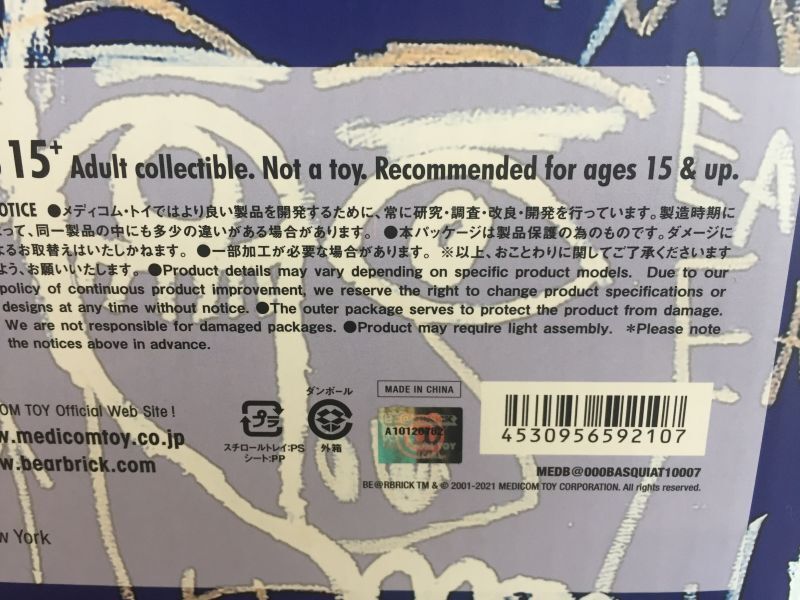 15+ Adult collectible. Not a toy. Recommended for ages 15 & up.
OTICE ●メディコム・トイではより良い製品を開発するために、常に研究・調査・改良・開発を行っています。製造時期に
って、同一製品の中にも多少の違いがある場合があります。 ●本パッケージは製品保護の為のものです。ダメージに
よるお取替えはいたしかねます。 ●一部加工が必要な場合があります。 ※以上、おことわりに関してご了承くださいます
よう、お願いいたします。 ●Product details may vary depending on specific product models. Due to our
policy of continuous product improvement, we reserve the right to change product specifications or
designs at any time without notice. ●The outer package serves to protect the product from damage.
We are not responsible for damaged packages. ●Product may require light assembly. *Please note
the notices above in advance.
COM TOY Official Web Site !
w.medicomtoy.co.jp
w.bearbrick.com
プラ
スチロールトレイ:PS
シート:PP
ダンボール
外箱
MADE IN CHINA
A10120762
4530956592107
MEDB@000BASQUIAT10007
BE@RBRICK TM & © 2001-2021 MEDICOM TOY CORPORATION. All rights reserved.
w York